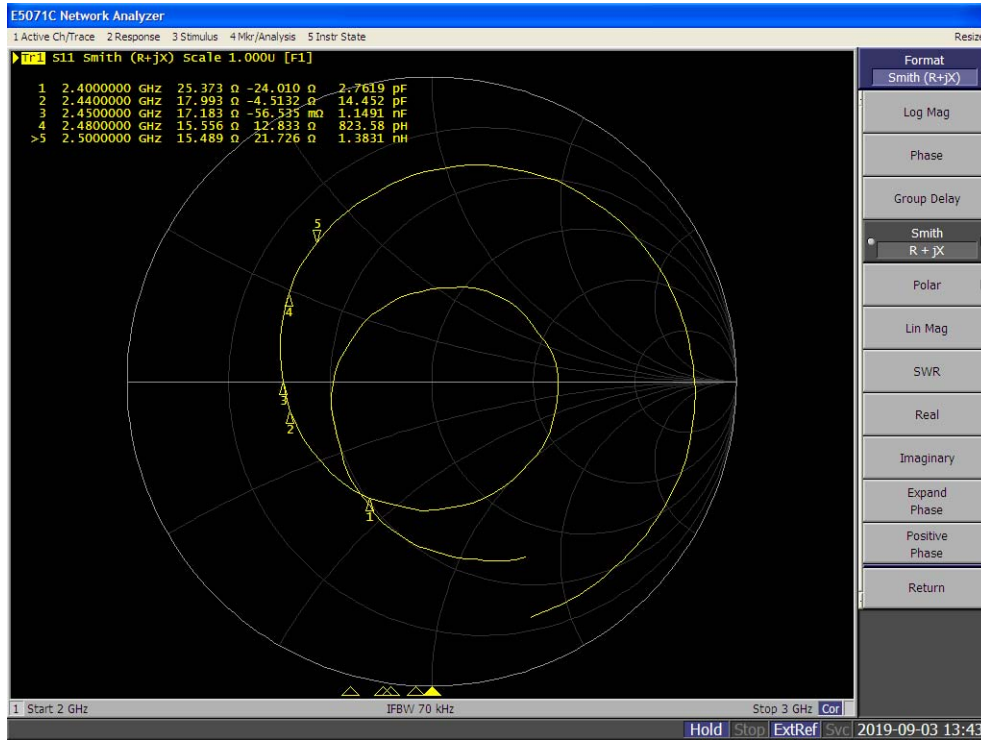 E5071C Network Analyzer
1 Active Ch/Trace 2 Response 3 Stimulus 4 Mkr/Analysis 5 Instr State
Resize
Tr1 S11 Smith (R+jX) Scale 1.000U [F1]
1 2.4000000 GHz 25.373 Ω -24.010 Ω 2.7619 pF
2 2.4400000 GHz 17.993 Ω -4.5132 Ω 14.452 pF
3 2.4500000 GHz 17.183 Ω -56.535 mΩ 1.1491 nF
4 2.4800000 GHz 15.556 Ω 12.833 Ω 823.58 pH
>5 2.5000000 GHz 15.489 Ω 21.726 Ω 1.3831 nH
5
4
3
2
1
Format
Smith (R+jX)
Log Mag
Phase
Group Delay
Smith
R + jX
Polar
Lin Mag
SWR
Real
Imaginary
Expand
Phase
Positive
Phase
Return
1 Start 2 GHz
IFBW 70 kHz
Stop 3 GHz Cor
Hold Stop ExtRef Svc 2019-09-03 13:43